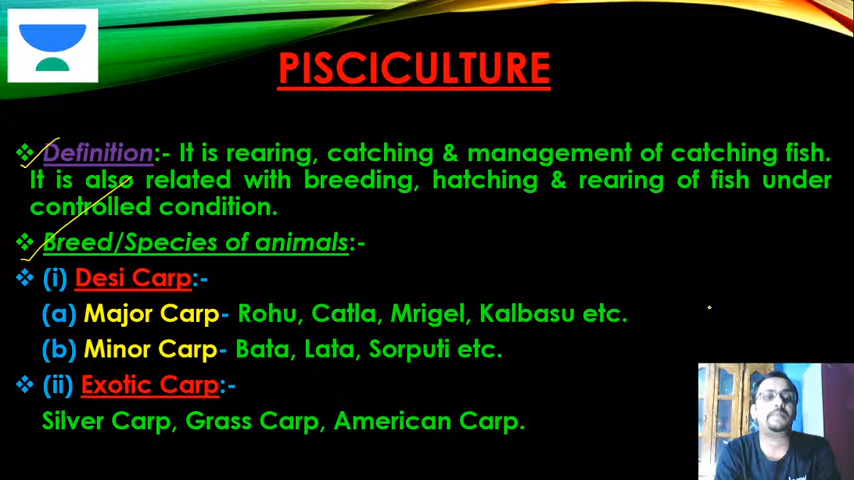 PISCICULTURE
❖ Definition:- It is rearing, catching & management of catching fish.
It is also related with breeding, hatching & rearing of fish under
controlled condition.
❖ Breed/Species of animals:-
❖ (i) Desi Carp:-
(a) Major Carp- Rohu, Catla, Mrigel, Kalbasu etc.
(b) Minor Carp- Bata, Lata, Sorputi etc.
❖ (ii) Exotic Carp:-
Silver Carp, Grass Carp, American Carp.